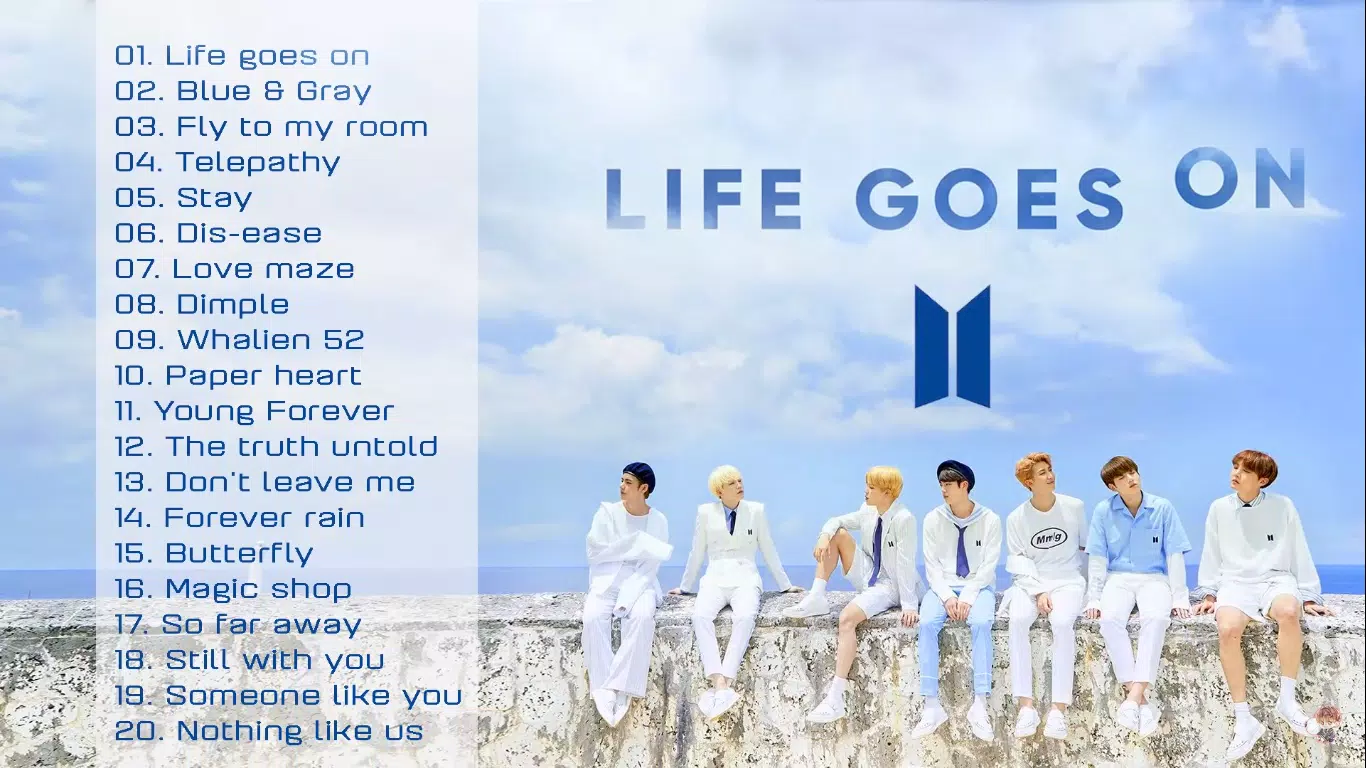 01. Life goes on
02. Blue & Gray
03. Fly to my room
04. Telepathy
05. Stay
06. Dis-ease
07. Love maze
08. Dimple
09. Whalien 52
10. Paper heart
11. Young Forever
12. The truth untold
13. Don't leave me
14. Forever rain
15. Butterfly
16. Magic shop
17. So far away
18. Still with you
19. Someone like you
20. Nothing like us
LIFE GOES ON